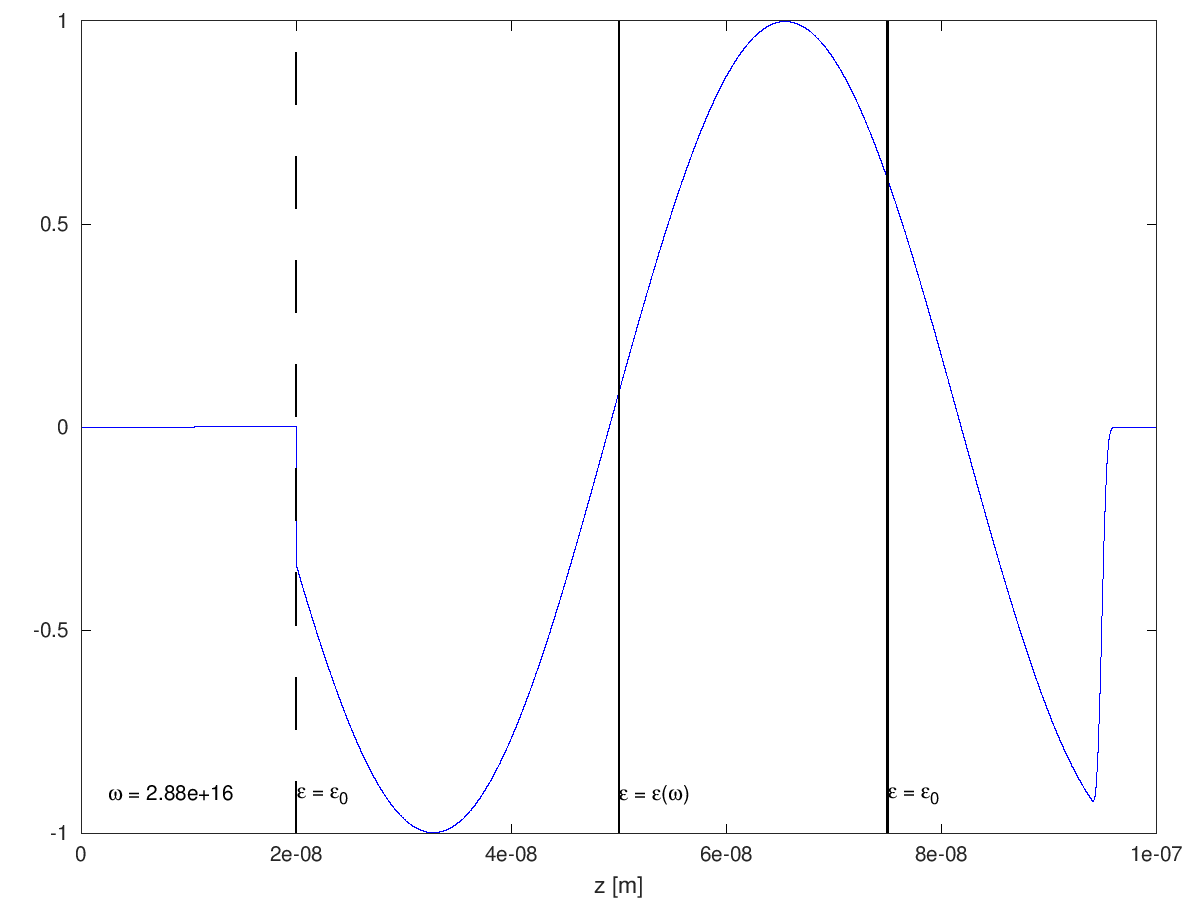 1
0.5
0
-0.5
-1
ω = 2.88e+16
ε = ε₀
ε = ε(ω)
ε = ε₀
0
2e-08
4e-08
6e-08
8e-08
1e-07
z [m]